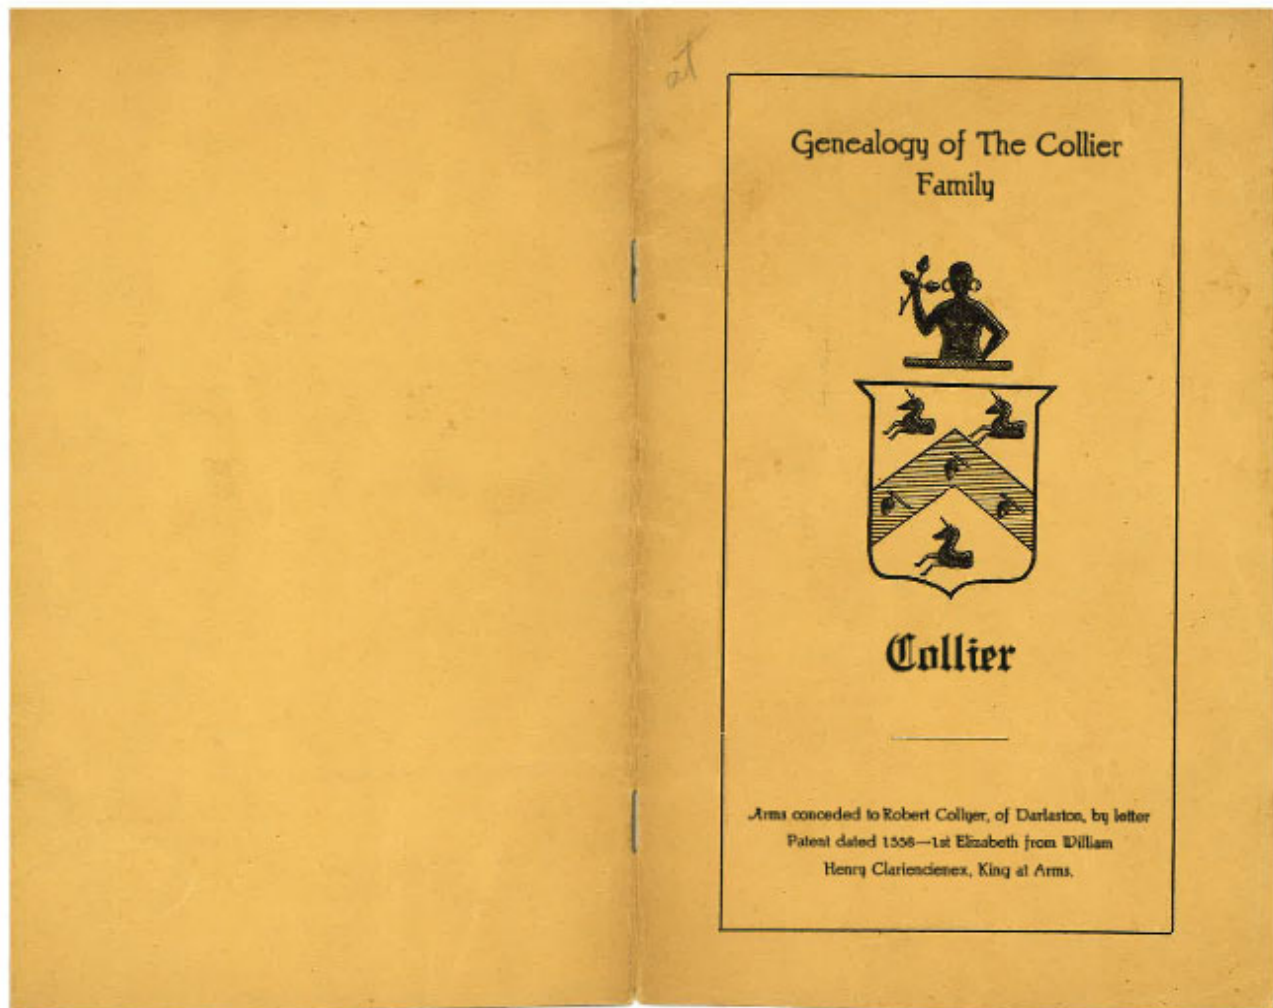 at
Genealogy of The Collier
Family
Collier
Arms conceded to Robert Collyer, of Darlaston, by letter
Patent dated 1558—1st Elizabeth from William
Henry Clariencienex, King at Arms.